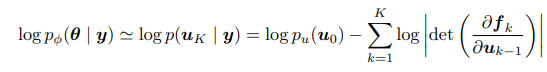 log p_ϕ(θ | y) ≃ log p(u_K | y) = log p_u(u_0) − ∑_{k=1}^{K} log |det (∂f_k / ∂u_{k−1})|